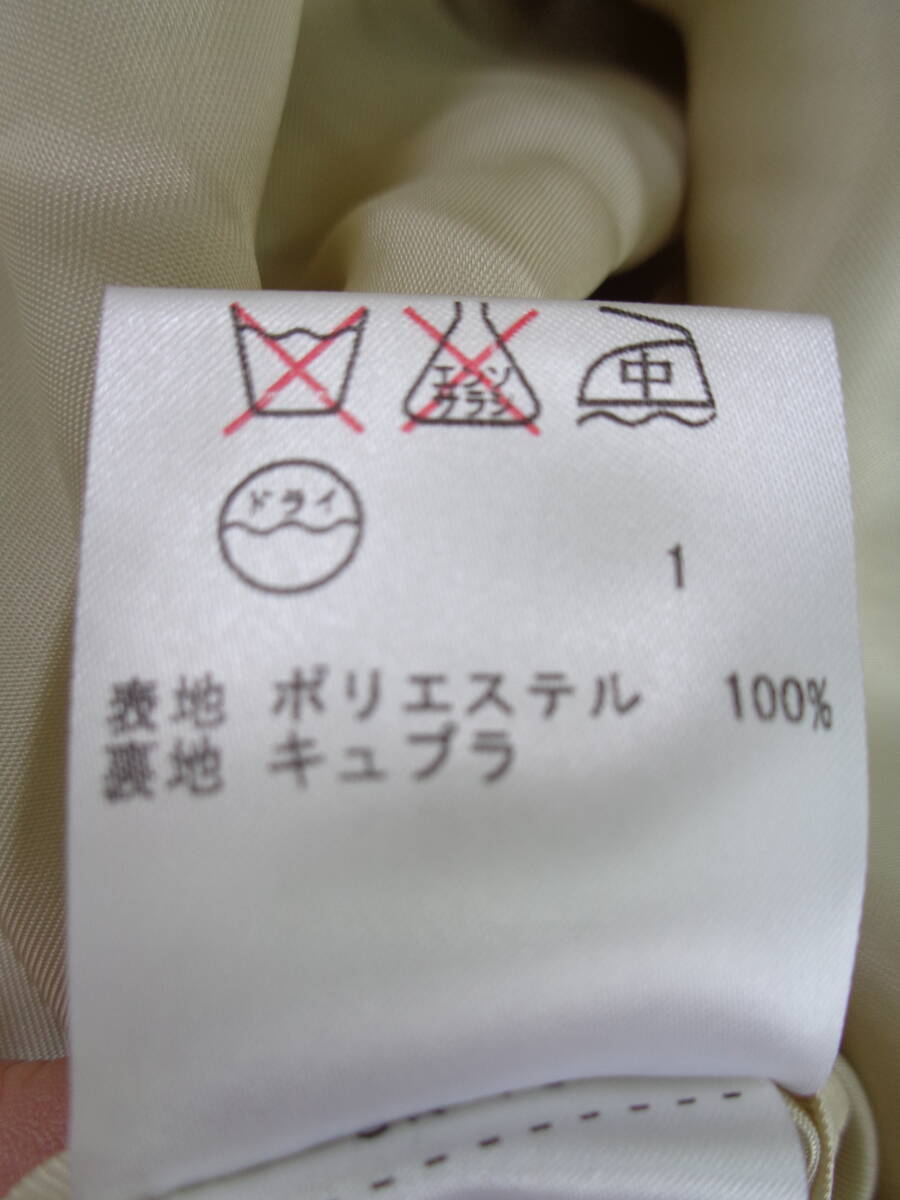 エンソ
サラシ
中
ドライ
1
表地 ポリエステル 100%
裏地 キュプラ